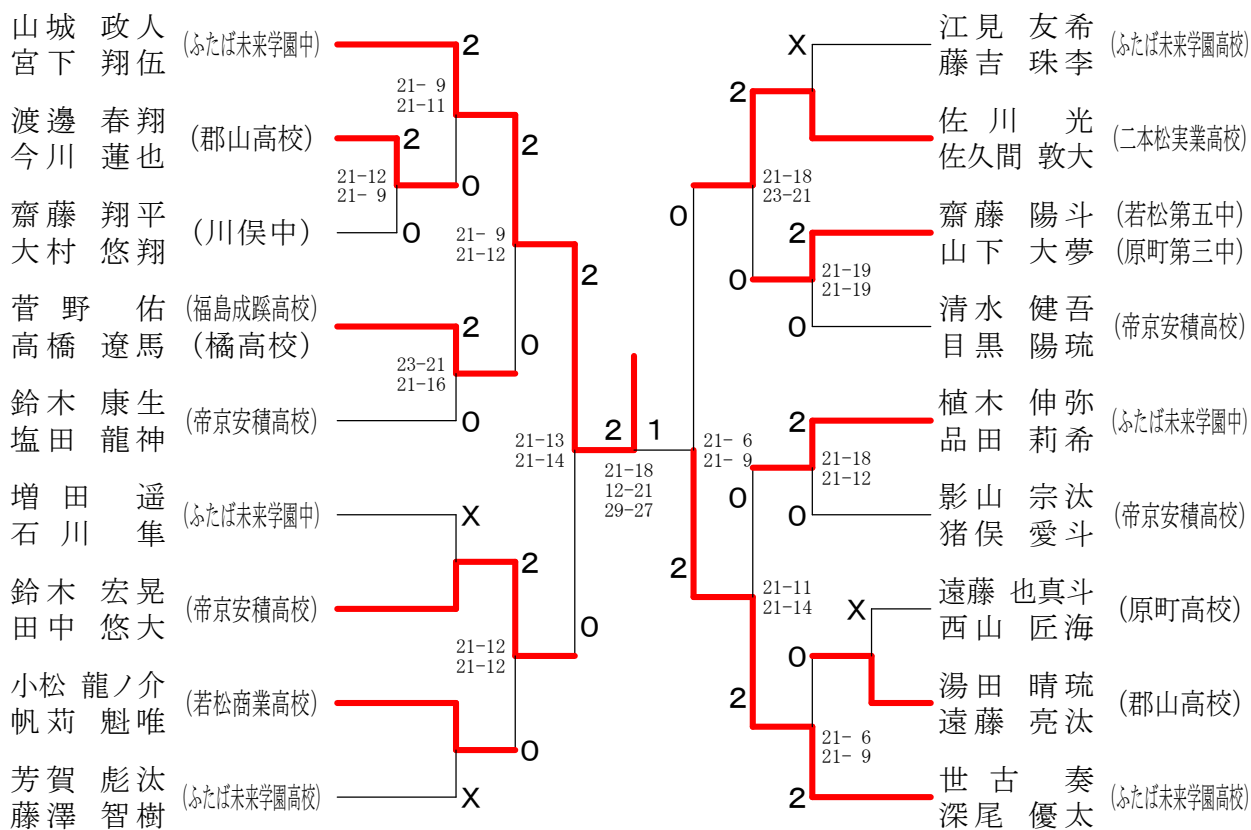 山城 政人
宮下 翔伍
(ふたば未来学園中)
渡邊 春翔
今川 蓮也
(郡山高校)
齋藤 翔平
大村 悠翔
(川俣中)
菅野 佑
(福島成蹊高校)
高橋 遼馬
(橘高校)
鈴木 康生
塩田 龍神
(帝京安積高校)
増田 遥
石川 隼
(ふたば未来学園中)
鈴木 宏晃
田中 悠大
(帝京安積高校)
小松 龍ノ介
帆苅 魁唯
(若松商業高校)
芳賀 彪汰
藤澤 智樹
(ふたば未来学園高校)
2
21- 9
21-11
2
0
21-12
21- 9
0
2
21- 9
21-12
2
23-21
21-16
0
0
2
21-13
21-14
X
2
21-12
21-12
0
X
0
2
1
21-18
12-21
29-27
X
2
21-18
23-21
0
2
21-19
21-19
0
0
2
21-18
21-12
0
0
21- 6
21- 9
2
21-11
21-14
X
0
2
21- 6
21- 9
2
江見 友希
藤吉 珠李
(ふたば未来学園高校)
佐川 光
佐久間 敦大
(二本松実業高校)
齋藤 陽斗
(若松第五中)
山下 大夢
(原町第三中)
清水 健吾
目黒 陽琉
(帝京安積高校)
植木 伸弥
品田 莉希
(ふたば未来学園中)
影山 宗汰
猪俣 愛斗
(帝京安積高校)
遠藤 也真斗
西山 匠海
(原町高校)
湯田 晴琉
遠藤 亮汰
(郡山高校)
世古 奏
深尾 優太
(ふたば未来学園高校)